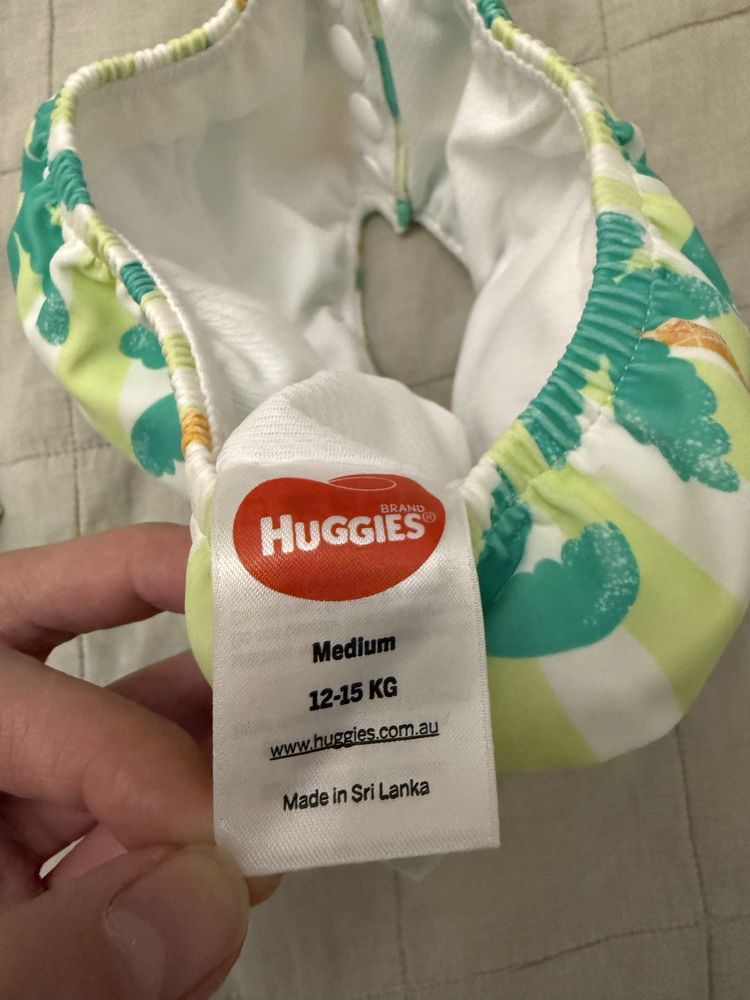 BRAND
HUGGIES®
Medium
12-15 KG
www.huggies.com.au
Made in Sri Lanka